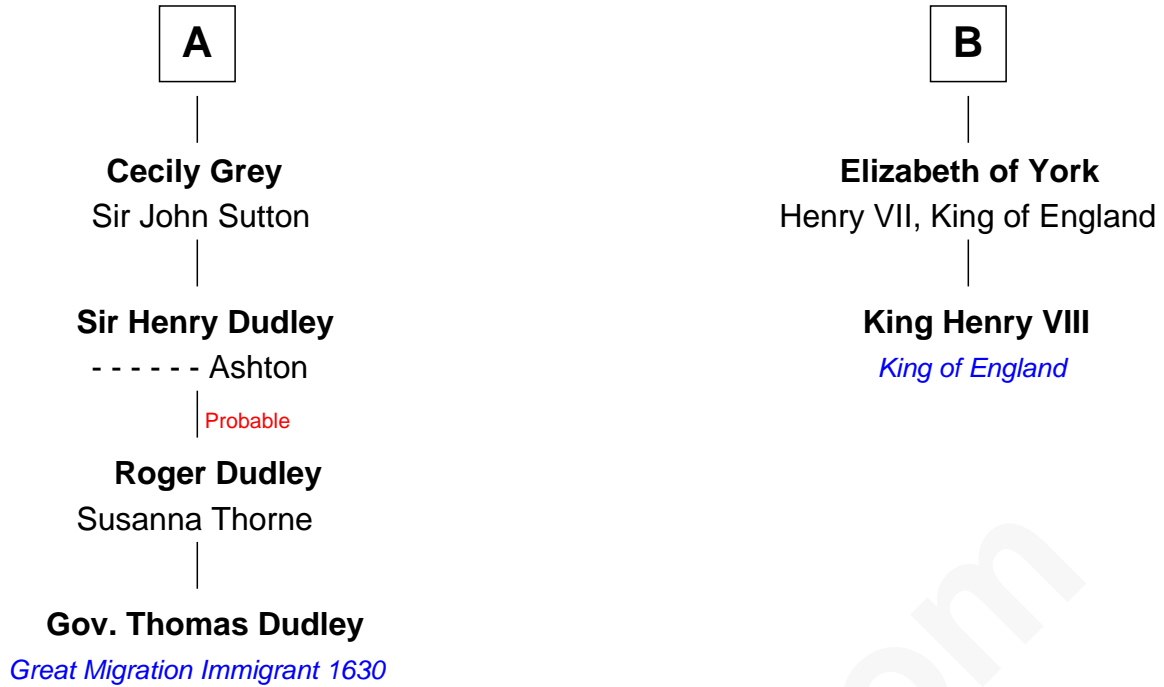 A
Cecily Grey
Sir John Sutton
Sir Henry Dudley
- - - - - - Ashton
Probable
Roger Dudley
Susanna Thorne
Gov. Thomas Dudley
Great Migration Immigrant 1630
B
Elizabeth of York
Henry VII, King of England
King Henry VIII
King of England
om